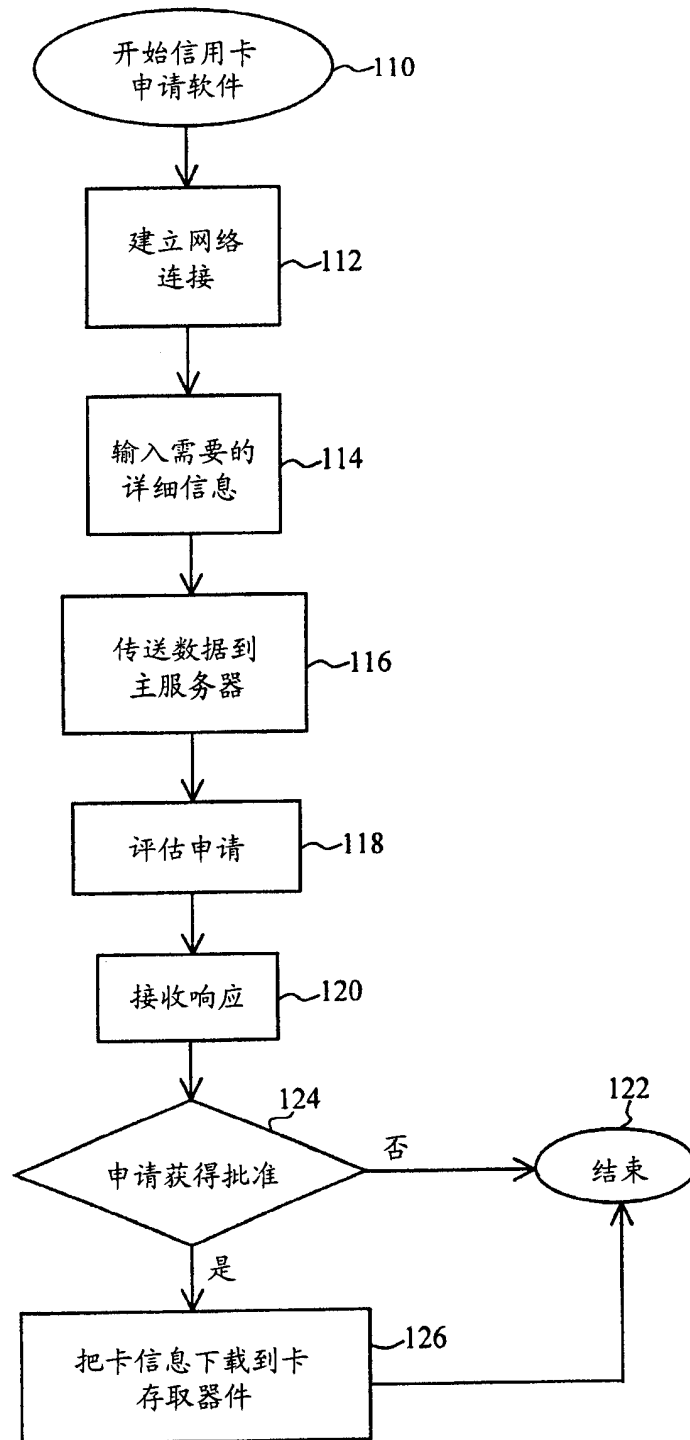 开始信用卡
申请软件
110
建立网络
连接
112
输入需要的
详细信息
114
传送数据到
主服务器
116
评估申请
118
接收响应
120
124
申请获得批准
否
122
结束
是
把卡信息下载到卡
存取器件
126